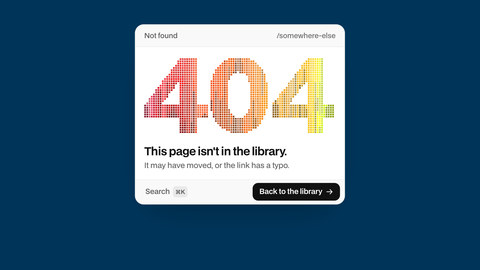 Not found
/somewhere-else
404
This page isn't in the library.
It may have moved, or the link has a typo.
Search ⌘K
Back to the library →